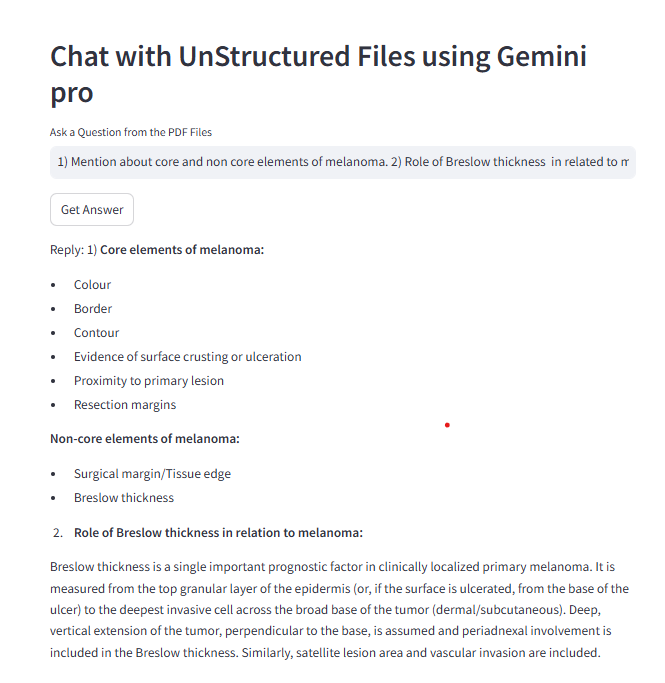 Chat with UnStructured Files using Gemini
pro
Ask a Question from the PDF Files
1) Mention about core and non core elements of melanoma. 2) Role of Breslow thickness  in related to m
Get Answer
Reply: 1) Core elements of melanoma:
• Colour
• Border
• Contour
• Evidence of surface crusting or ulceration
• Proximity to primary lesion
• Resection margins
Non-core elements of melanoma:
• Surgical margin/Tissue edge
• Breslow thickness
2. Role of Breslow thickness in relation to melanoma:
Breslow thickness is a single important prognostic factor in clinically localized primary melanoma. It is
measured from the top granular layer of the epidermis (or, if the surface is ulcerated, from the base of the
ulcer) to the deepest invasive cell across the broad base of the tumor (dermal/subcutaneous). Deep,
vertical extension of the tumor, perpendicular to the base, is assumed and periadnexal involvement is
included in the Breslow thickness. Similarly, satellite lesion area and vascular invasion are included.